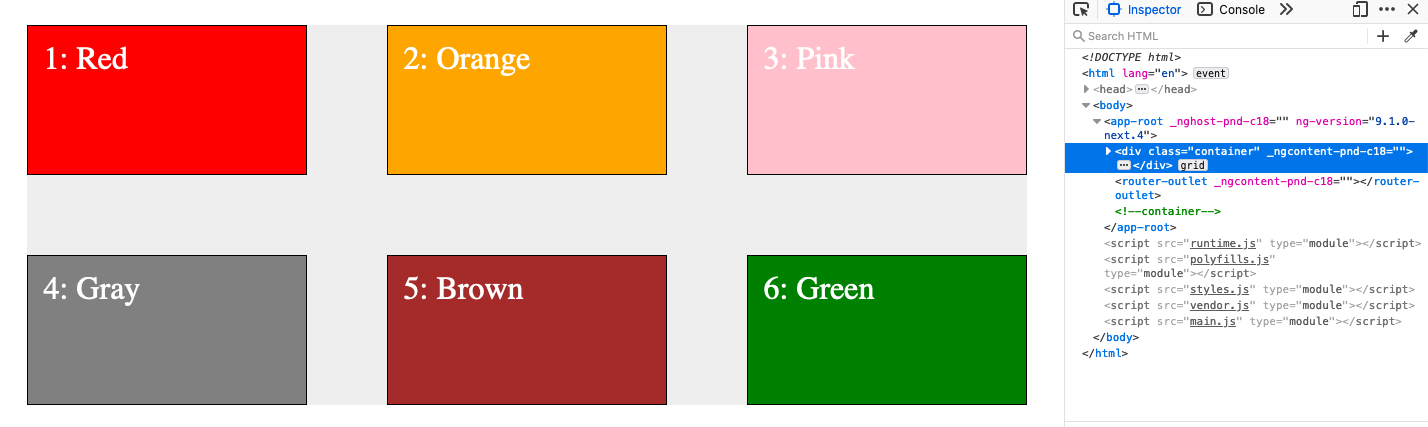 1: Red
2: Orange
3: Pink
4: Gray
5: Brown
6: Green
Inspector
Console
Search HTML
<!DOCTYPE html>
<html lang="en"> event
<head> ··· </head>
<body>
<app-root _nghost-pnd-c18="" ng-version="9.1.0-
next.4">
<div class="container" _ngcontent-pnd-c18="">
··· </div> grid
<router-outlet _ngcontent-pnd-c18=""></router-
outlet>
<!--container-->
</app-root>
<script src="runtime.js" type="module"></script>
<script src="polyfills.js"
type="module"></script>
<script src="styles.js" type="module"></script>
<script src="vendor.js" type="module"></script>
<script src="main.js" type="module"></script>
</body>
</html>